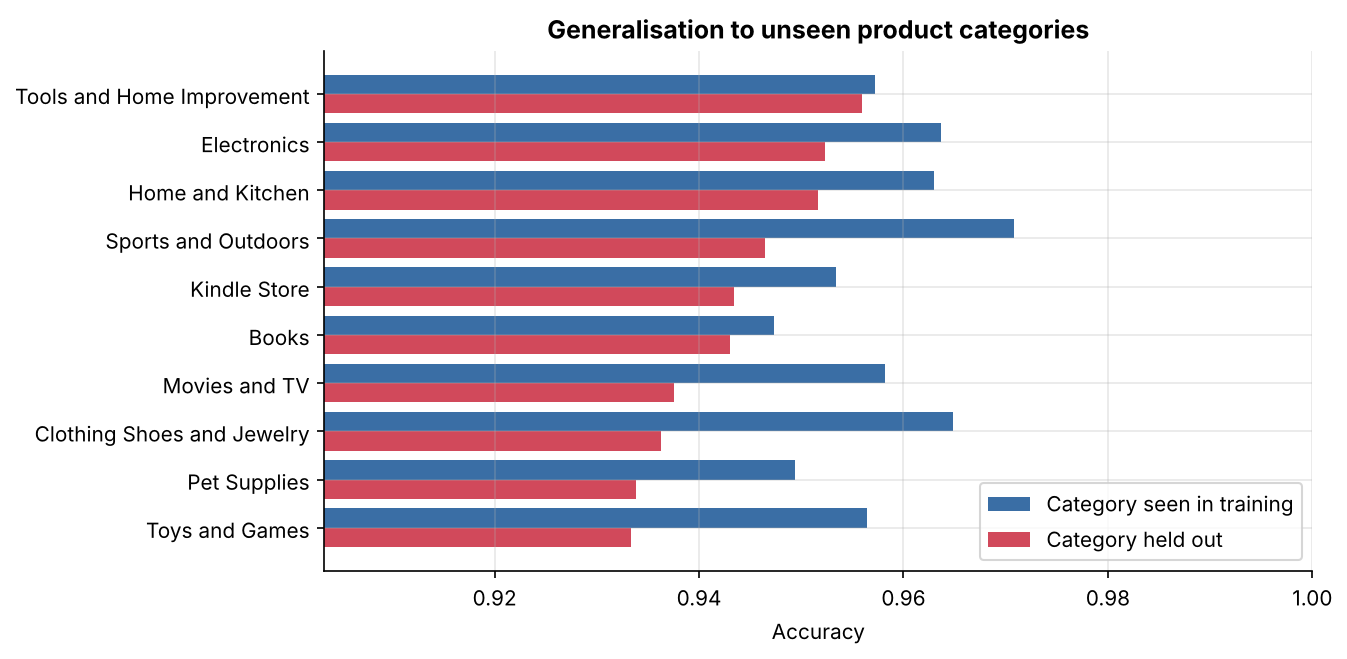 Generalisation to unseen product categories
Tools and Home Improvement
Electronics
Home and Kitchen
Sports and Outdoors
Kindle Store
Books
Movies and TV
Clothing Shoes and Jewelry
Pet Supplies
Toys and Games
Category seen in training
Category held out
0.92 0.94 0.96 0.98 1.00
Accuracy